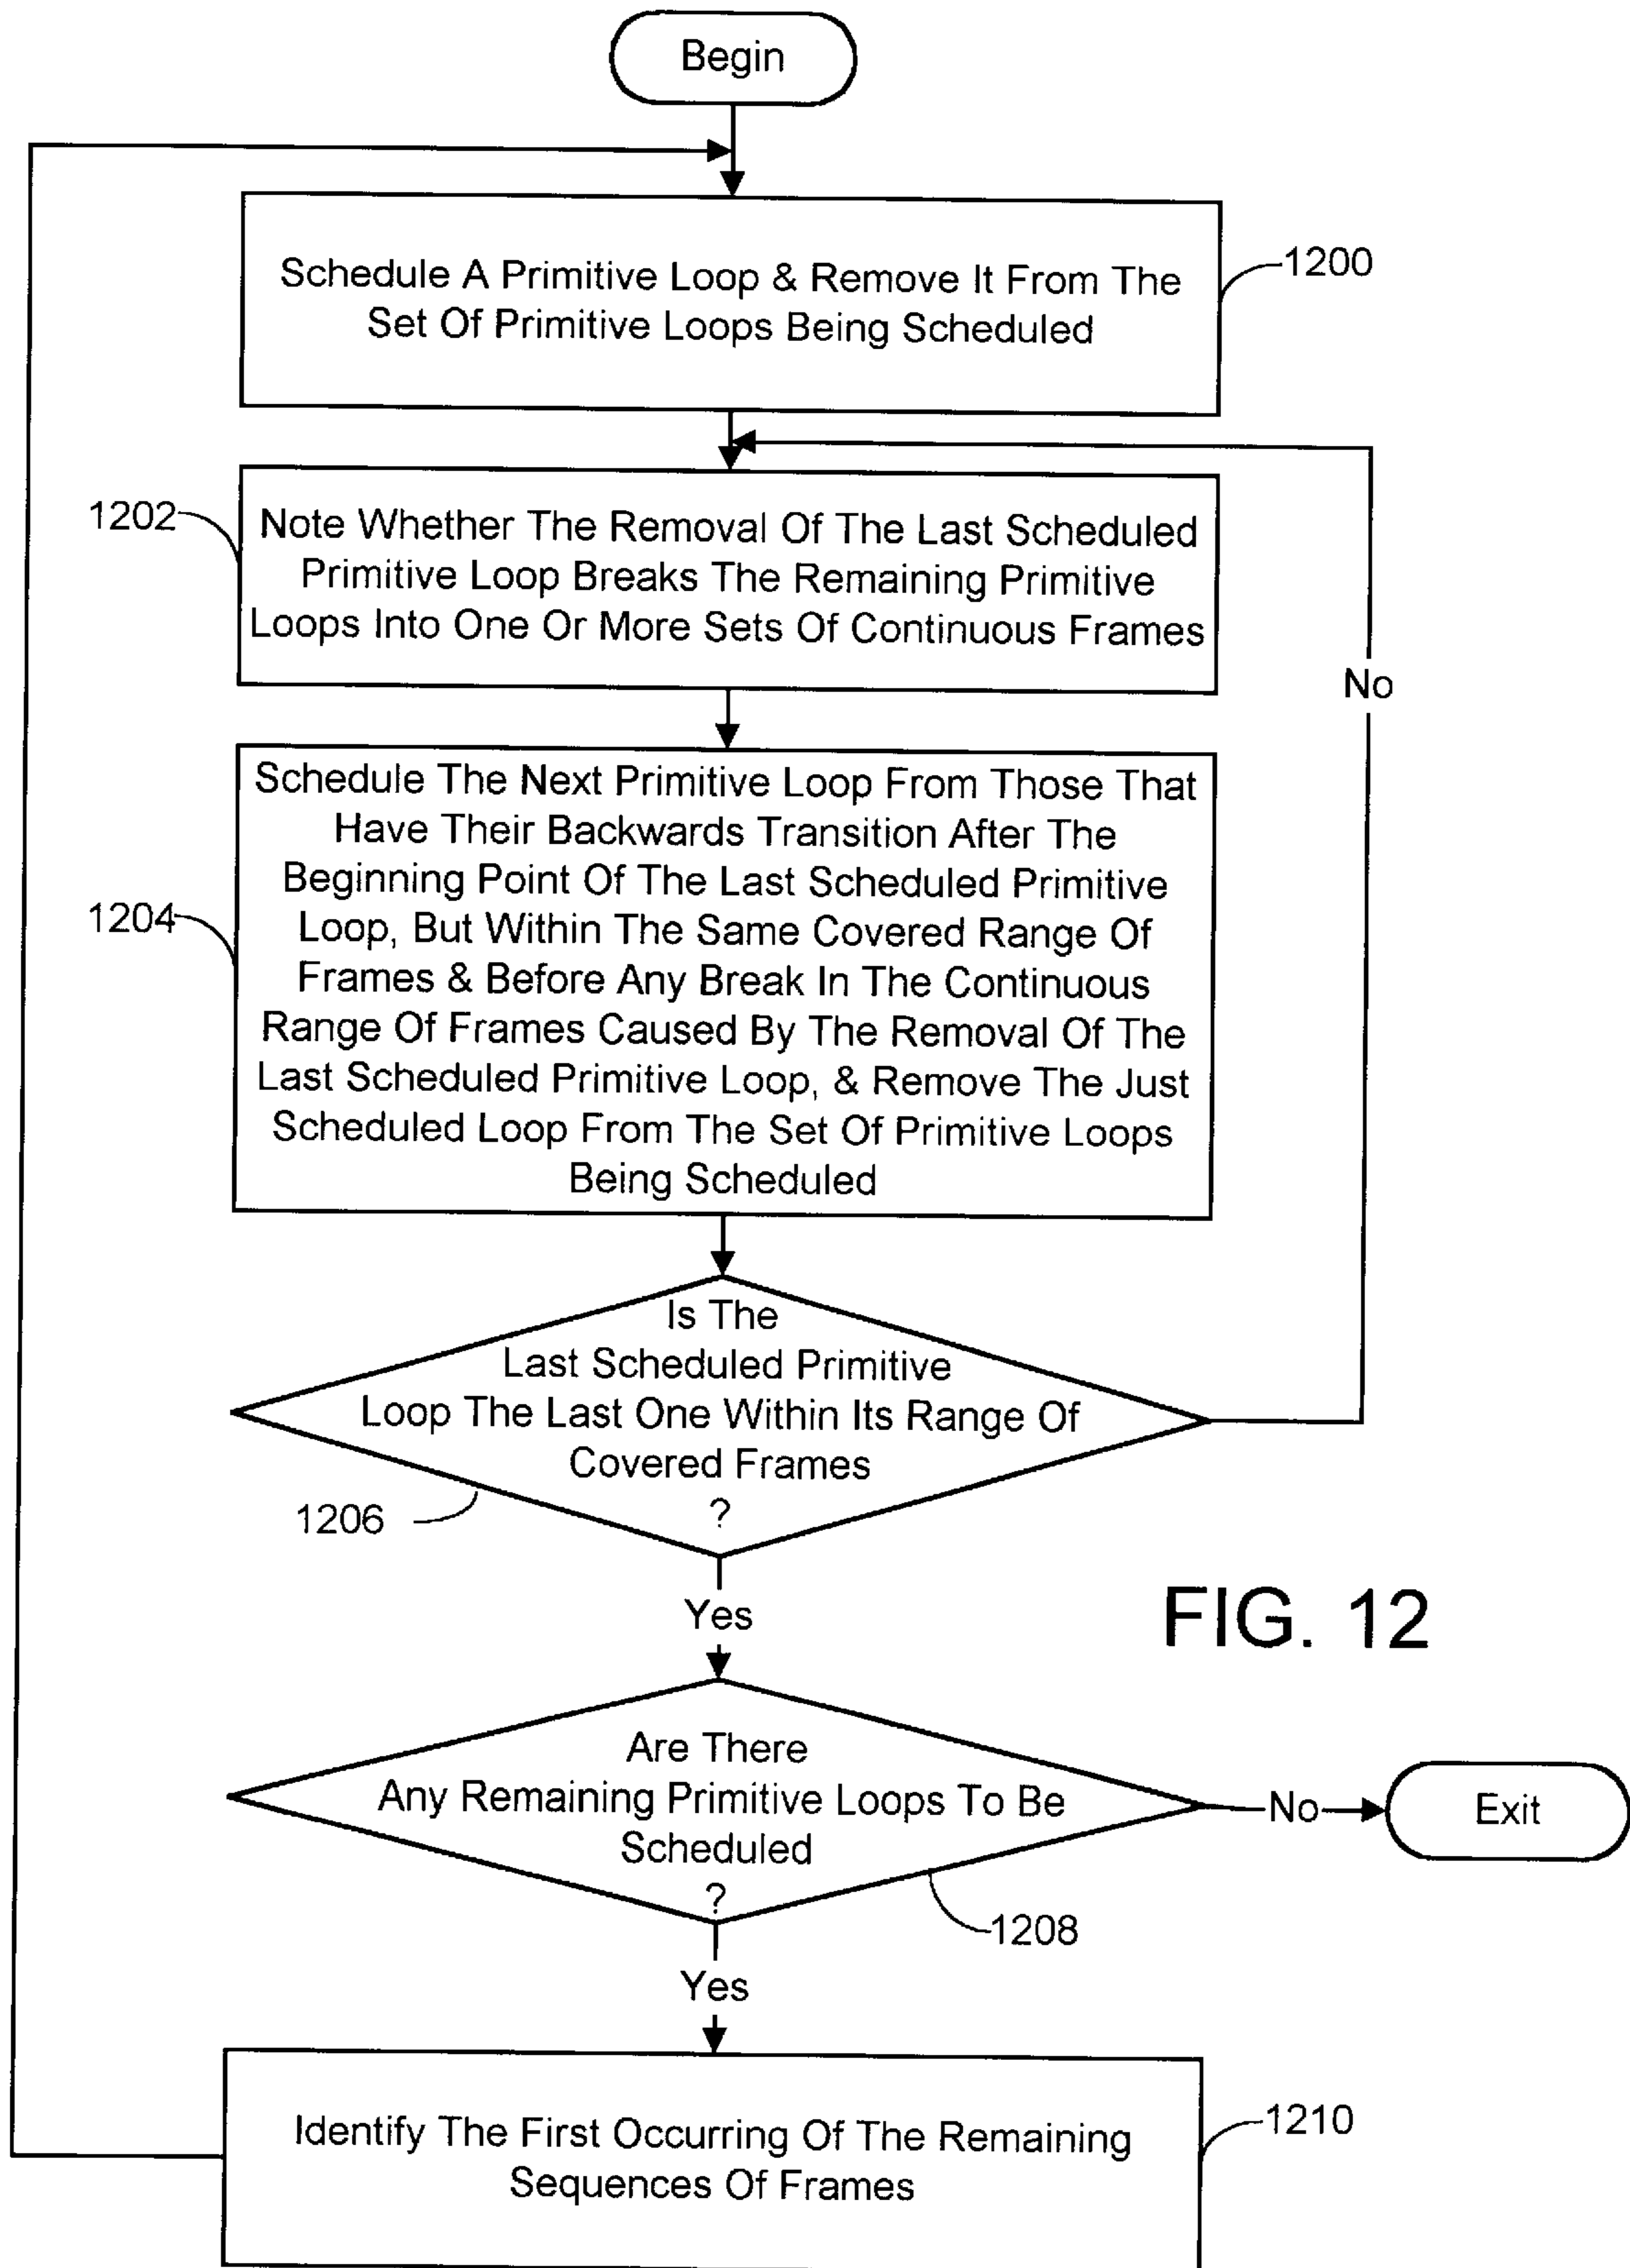 Begin
Schedule A Primitive Loop & Remove It From The
Set Of Primitive Loops Being Scheduled
1200
1202
Note Whether The Removal Of The Last Scheduled
Primitive Loop Breaks The Remaining Primitive
Loops Into One Or More Sets Of Continuous Frames
No
1204
Schedule The Next Primitive Loop From Those That
Have Their Backwards Transition After The
Beginning Point Of The Last Scheduled Primitive
Loop, But Within The Same Covered Range Of
Frames & Before Any Break In The Continuous
Range Of Frames Caused By The Removal Of The
Last Scheduled Primitive Loop, & Remove The Just
Scheduled Loop From The Set Of Primitive Loops
Being Scheduled
Is The
Last Scheduled Primitive
Loop The Last One Within Its Range Of
Covered Frames
?
1206
Yes
FIG. 12
Are There
Any Remaining Primitive Loops To Be
Scheduled
?
No
Exit
1208
Yes
Identify The First Occurring Of The Remaining
Sequences Of Frames
1210